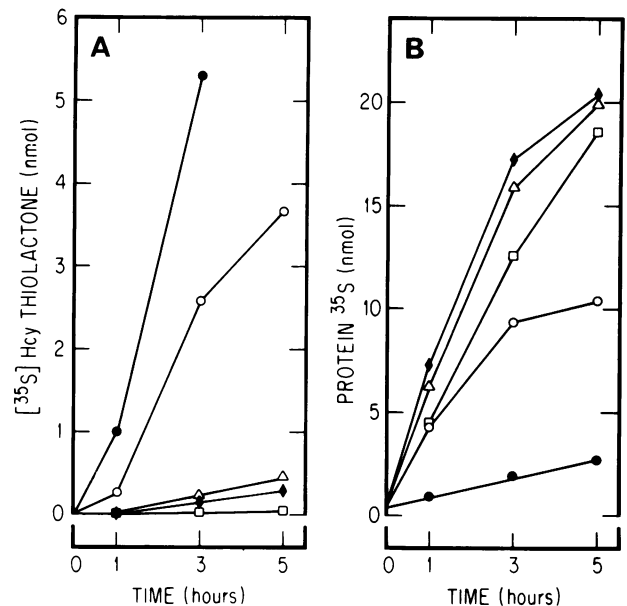 A
[³⁵S] Hcy THIOLACTONE (nmol)
6
5
4
3
2
1
0
0 1 3 5
TIME (hours)
B
PROTEIN ³⁵S (nmol)
20
15
10
5
0
0 1 3 5
TIME (hours)